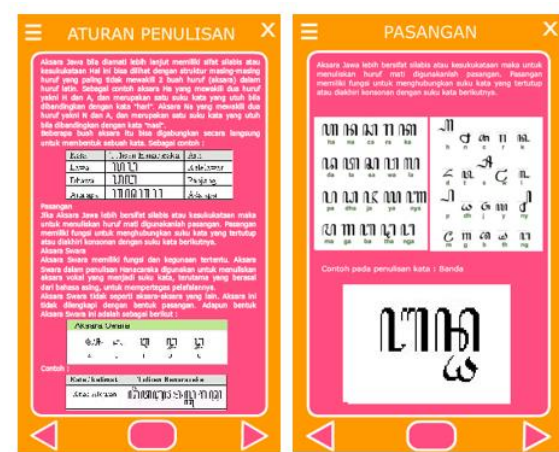 ATURAN PENULISAN
Aksara Jawa bila diamati lebih lanjut memiliki sifat silabis atau
kesukukataan Hal ini bisa dilihat dengan struktur masing-masing
huruf yang paling tidak mewakili 2 buah huruf (aksara) dalam
huruf latin. Sebagai contoh aksara Ha yang mewakili dua huruf
yakni H dan A, dan merupakan satu suku kata yang utuh bila
dibandingkan dengan kata "hari". Aksara Na yang mewakili dua
huruf yakni N dan A, dan merupakan satu suku kata yang utuh
bila dibandingkan dengan kata "nasi".
Beberapa buah aksara itu bisa digabungkan secara langsung
untuk membentuk sebuah kata. Sebagai contoh :
Pasangan
Jika Aksara Jawa lebih bersifat silabis atau kesukukataan maka
untuk menuliskan huruf mati digunakanlah pasangan. Pasangan
memiliki fungsi untuk menghubungkan suku kata yang tertutup
atau diakhiri konsonan dengan suku kata berikutnya.
Aksara Swara
Aksara Swara memiliki fungsi dan kegunaan tertentu. Aksara
Swara dalam penulisan Hanacaraka digunakan untuk menuliskan
aksara vokal yang menjadi suku kata, terutama yang berasal
dari bahasa asing, untuk mempertegas pelafalannya.
Aksara Swara tidak seperti aksara-aksara yang lain. Aksara ini
tidak dilengkapi dengan bentuk pasangan. Adapun bentuk
Aksara Swara ini adalah sebagai berikut :
Aksara Swara
Contoh :
PASANGAN
Aksara Jawa lebih bersifat silabis atau kesukukataan maka untuk
menuliskan huruf mati digunakanlah pasangan. Pasangan
memiliki fungsi untuk menghubungkan suku kata yang tertutup
atau diakhiri konsonan dengan suku kata berikutnya.
ꦲ ꦤ ꦕ ꦫ ꦏ
ha na ca ra ka
ꦢ ꦠ ꦱ ꦮ ꦭ
da ta sa wa la
ꦥ ꦝ ꦗ ꦪ ꦚ
pa dha ja ya nya
ꦩ ꦒ ꦧ ꦛ ꦔ
ma ga ba tha nga
h n c r k
d t s w l
p dh j y ny
m g b th ng
Contoh pada penulisan kata : Banda
ꦧꦤ꧀ꦢ